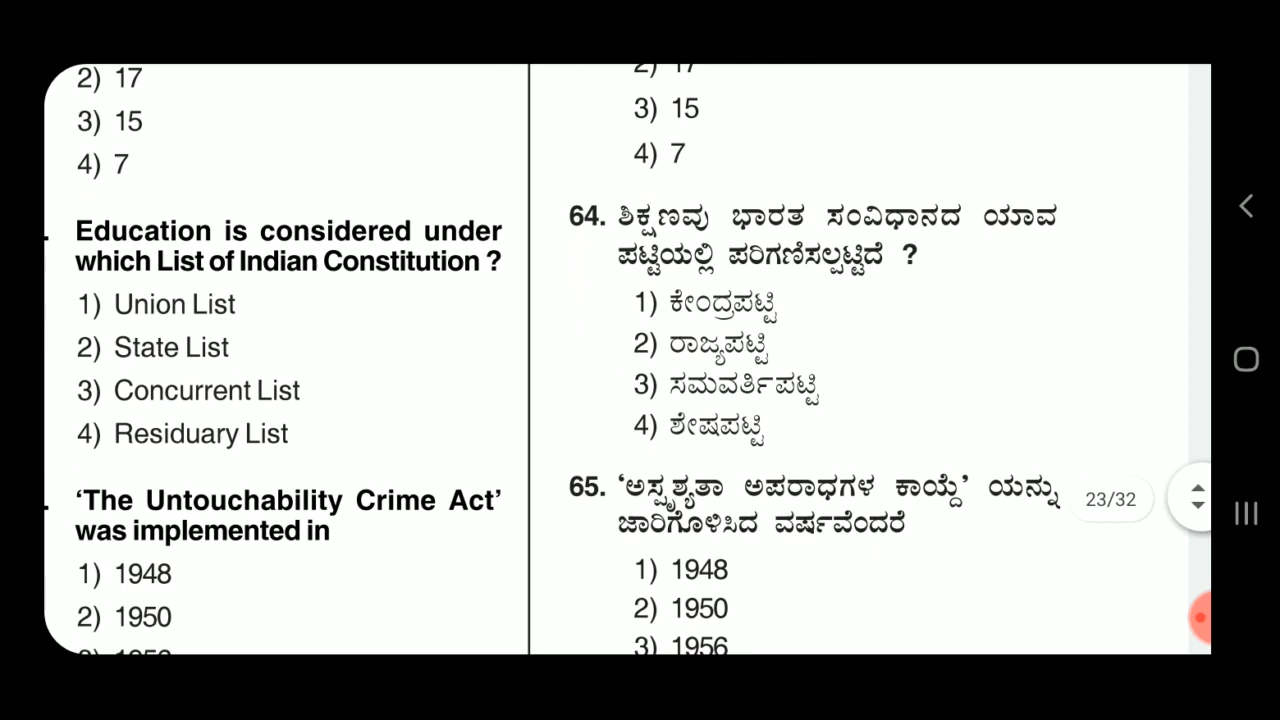 2) 17
3) 15
4) 7
Education is considered under
which List of Indian Constitution ?
1) Union List
2) State List
3) Concurrent List
4) Residuary List
‘The Untouchability Crime Act’
was implemented in
1) 1948
2) 1950
2) 17
3) 15
4) 7
64. ಶಿಕ್ಷಣವು ಭಾರತ ಸಂವಿಧಾನದ ಯಾವ
ಪಟ್ಟಿಯಲ್ಲಿ ಪರಿಗಣಿಸಲ್ಪಟ್ಟಿದೆ ?
1) ಕೇಂದ್ರಪಟ್ಟಿ
2) ರಾಜ್ಯಪಟ್ಟಿ
3) ಸಮವರ್ತಿಪಟ್ಟಿ
4) ಶೇಷಪಟ್ಟಿ
65. ‘ಅಸ್ಪೃಶ್ಯತಾ ಅಪರಾಧಗಳ ಕಾಯ್ದೆ’ ಯನ್ನು
ಜಾರಿಗೊಳಿಸಿದ ವರ್ಷವೆಂದರೆ
1) 1948
2) 1950
3) 1956
23/32